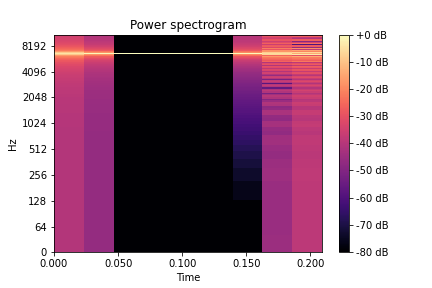 Power spectrogram
8192
4096
2048
1024
512
256
128
64
0
Hz
0.000 0.050 0.100 0.150 0.200
Time
+0 dB
-10 dB
-20 dB
-30 dB
-40 dB
-50 dB
-60 dB
-70 dB
-80 dB